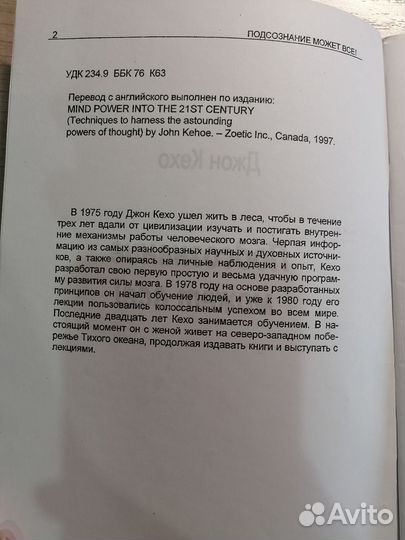 2 ПОДСОЗНАНИЕ МОЖЕТ ВСЕ!
УДК 234.9 ББК 76 К63
Перевод с английского выполнен по изданию:
MIND POWER INTO THE 21ST CENTURY
(Techniques to harness the astounding
powers of thought) by John Kehoe. – Zoetic Inc., Canada, 1997.
Джон Кехо
В 1975 году Джон Кехо ушел жить в леса, чтобы в течение
трех лет вдали от цивилизации изучать и постигать внутрен-
ние механизмы работы человеческого мозга. Черпая инфор-
мацию из самых разнообразных научных и духовных источни-
ков, а также опираясь на личные наблюдения и опыт, Кехо
разработал свою первую простую и весьма удачную програм-
му развития силы мозга. В 1978 году на основе разработанных
принципов он начал обучение людей, и уже к 1980 году его
лекции пользовались колоссальным успехом во всем мире.
Последние двадцать лет Кехо занимается обучением. В на-
стоящий момент он с женой живет на северо-западном побе-
режье Тихого океана, продолжая издавать книги и выступать с
лекциями.
Avito